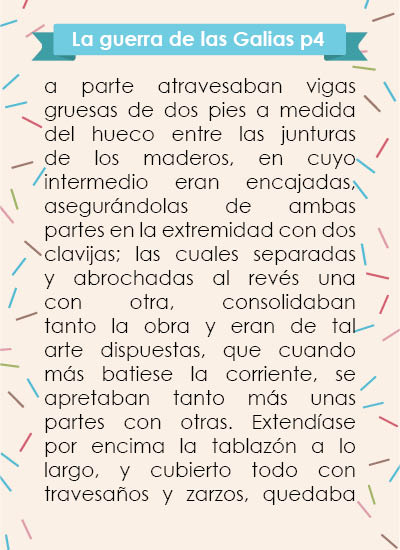 La guerra de las Galias p4
a parte atravesaban vigas
gruesas de dos pies a medida
del hueco entre las junturas
de los maderos, en cuyo
intermedio eran encajadas,
asegurándolas de ambas
partes en la extremidad con dos
clavijas; las cuales separadas
y abrochadas al revés una
con otra, consolidaban
tanto la obra y eran de tal
arte dispuestas, que cuando
más batiese la corriente, se
apretaban tanto más unas
partes con otras. Extendíase
por encima la tablazón a lo
largo, y cubierto todo con
travesaños y zarzos, quedaba